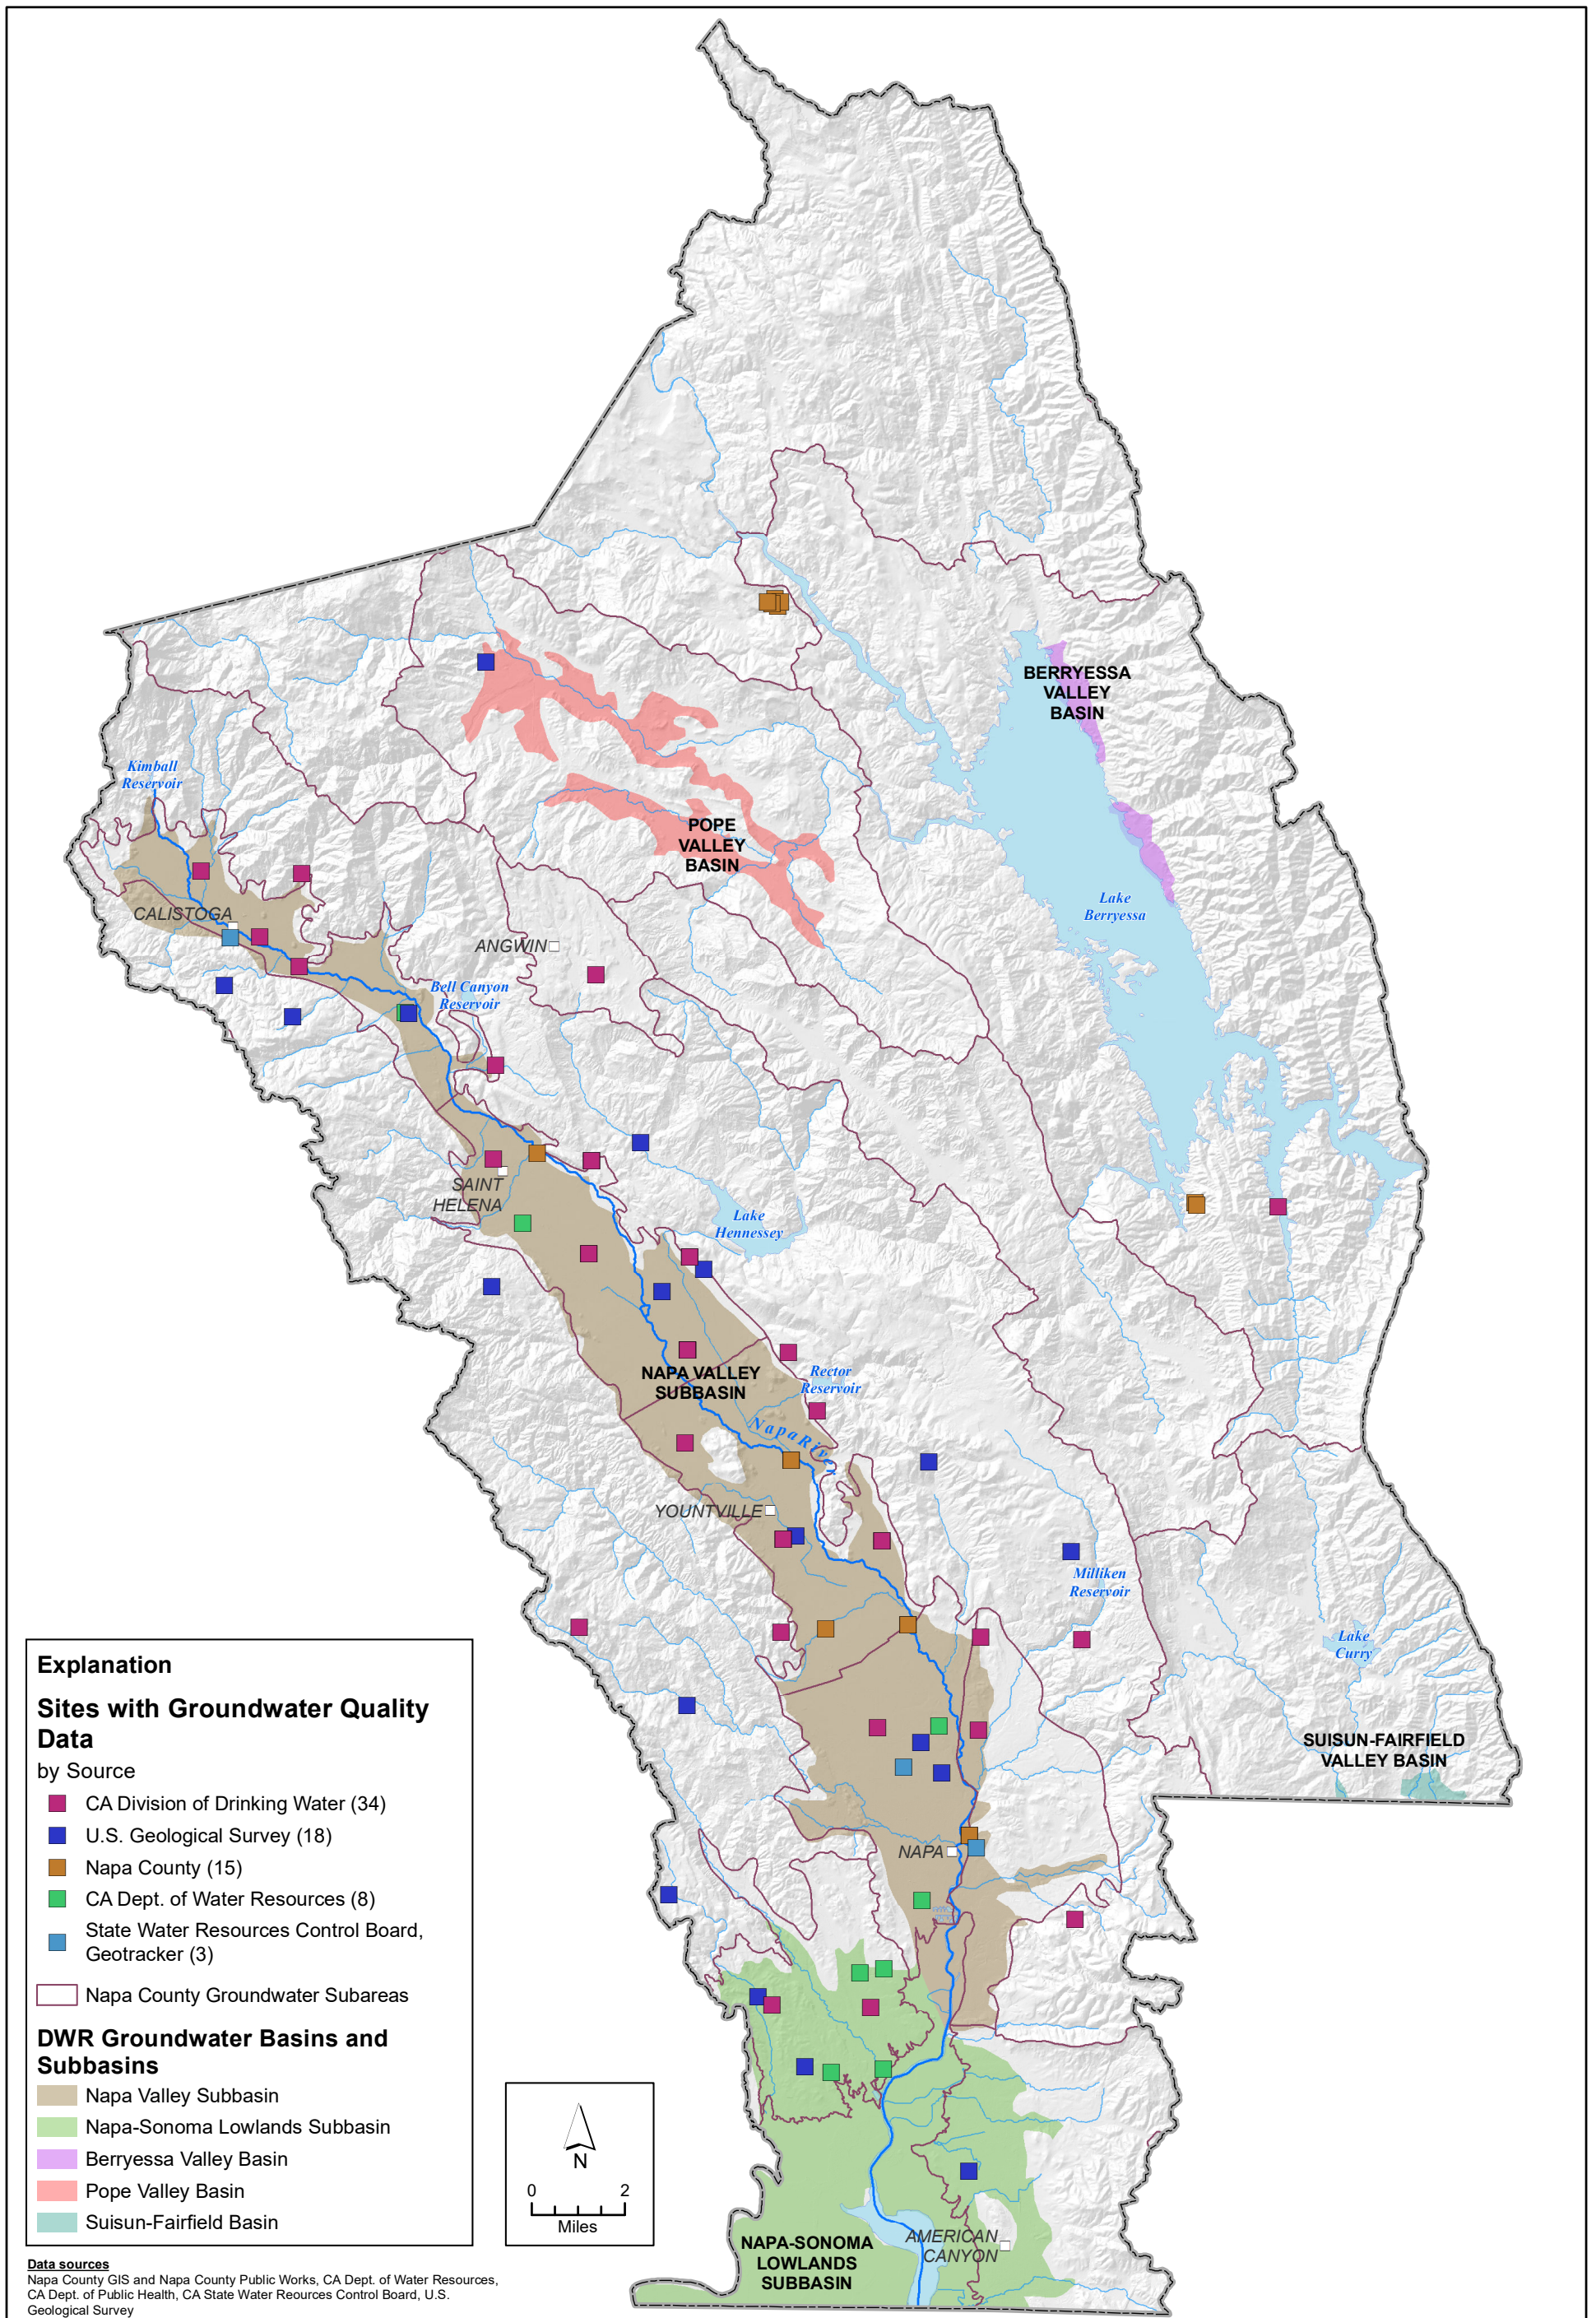 BERRYESSA
VALLEY
BASIN
Kimball
Reservoir
POPE
VALLEY
BASIN
Lake
Berryessa
CALISTOGA
ANGWIN
Bell Canyon
Reservoir
SAINT
HELENA
Lake
Hennessey
NAPA VALLEY
SUBBASIN
Rector
Reservoir
Napa River
YOUNTVILLE
Milliken
Reservoir
Lake
Curry
SUISUN-FAIRFIELD
VALLEY BASIN
NAPA
AMERICAN
CANYON
NAPA-SONOMA
LOWLANDS
SUBBASIN
Explanation
Sites with Groundwater Quality
Data
by Source
CA Division of Drinking Water (34)
U.S. Geological Survey (18)
Napa County (15)
CA Dept. of Water Resources (8)
State Water Resources Control Board,
Geotracker (3)
Napa County Groundwater Subareas
DWR Groundwater Basins and
Subbasins
Napa Valley Subbasin
Napa-Sonoma Lowlands Subbasin
Berryessa Valley Basin
Pope Valley Basin
Suisun-Fairfield Basin
N
0 2
Miles
Data sources
Napa County GIS and Napa County Public Works, CA Dept. of Water Resources,
CA Dept. of Public Health, CA State Water Reources Control Board, U.S.
Geological Survey